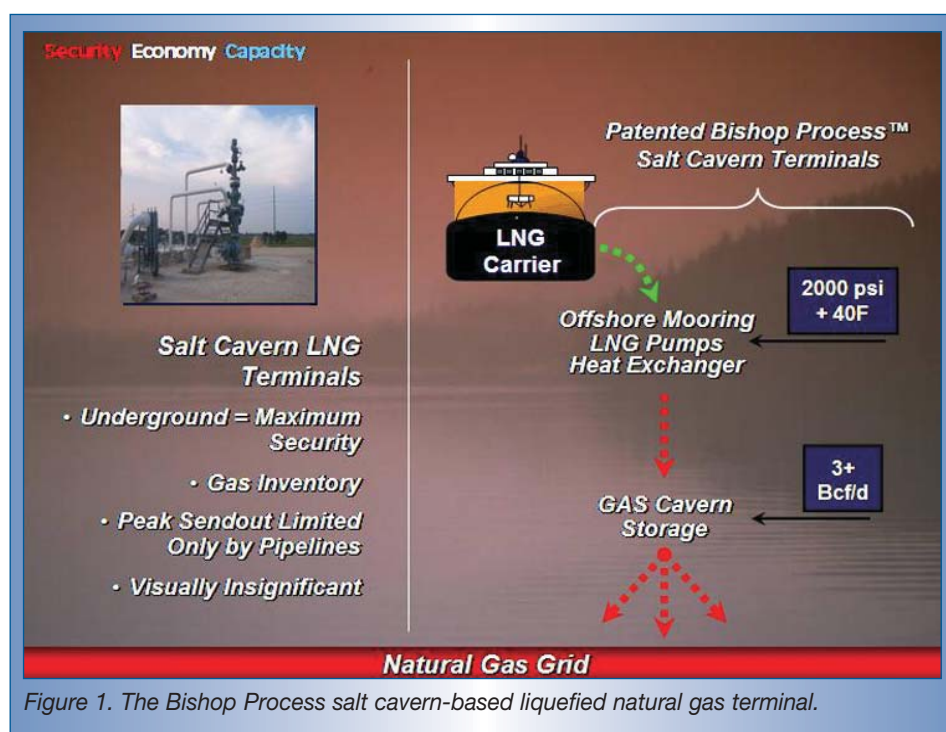 Security Economy Capacity
Patented Bishop Process™
Salt Cavern Terminals
LNG
Carrier
2000 psi
+ 40F
Offshore Mooring
LNG Pumps
Heat Exchanger
3+
Bcf/d
GAS Cavern
Storage
Salt Cavern LNG
Terminals
• Underground = Maximum
Security
• Gas Inventory
• Peak Sendout Limited
Only by Pipelines
• Visually Insignificant
Natural Gas Grid
Figure 1. The Bishop Process salt cavern-based liquefied natural gas terminal.